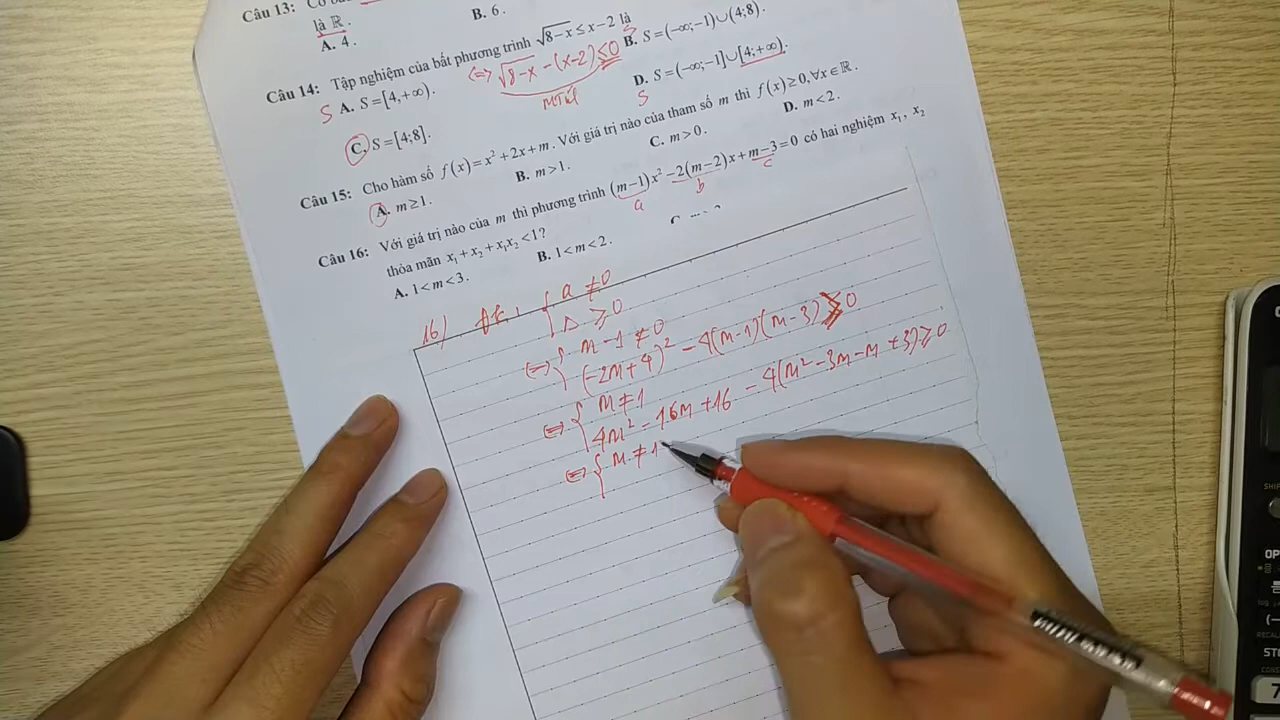 Câu 13: Có
là ℝ.
A. 4.
B. 6.
Câu 14: Tập nghiệm của bất phương trình √(8-x) ≤ x-2 là
⇔ √(8-x) - (x-2) ≤ 0
S A. S=[4,+∞).
B. S=(-∞;-1)∪(4;8).
C. S=[4;8].
S D. S=(-∞;-1]∪[4;+∞).
Câu 15: Cho hàm số f(x)=x²+2x+m. Với giá trị nào của tham số m thì f(x)≥0,∀x∈ℝ.
A. m≥1.
B. m>1.
C. m>0.
D. m<2.
Câu 16: Với giá trị nào của m thì phương trình (m-1)x²-2(m-2)x+m-3=0 có hai nghiệm x₁, x₂
a b c
thỏa mãn x₁+x₂+x₁x₂<1?
A. 1<m<3.
B. 1<m<2.
16) ĐK: { a ≠ 0
Δ ≥ 0
⇔ { m-1 ≠ 0
(-2m+4)² - 4(m-1)(m-3) ≥ 0
⇔ { m ≠ 1
4m² - 16m + 16 - 4(m² - 3m - m + 3) ≥ 0
⇔ { m ≠ 1